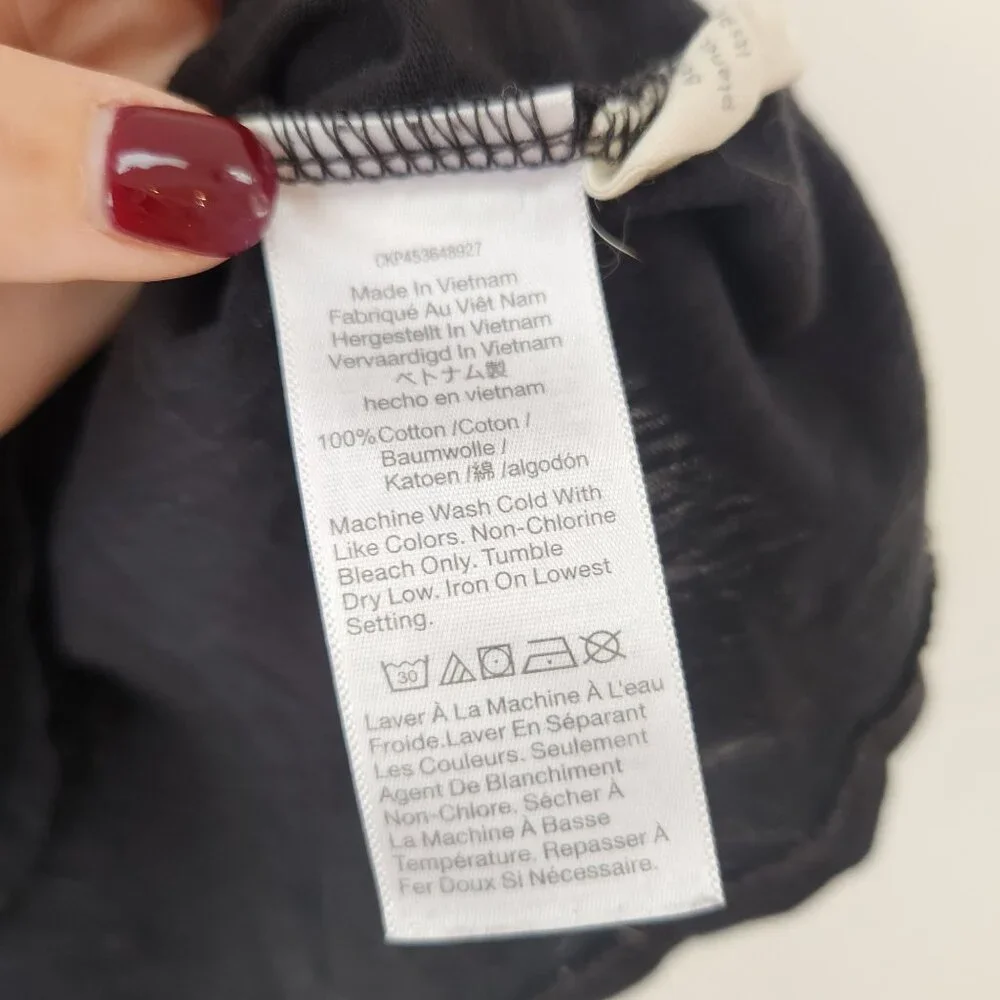 CKP453648927
Made In Vietnam
Fabriqué Au Viêt Nam
Hergestellt In Vietnam
Vervaardigd In Vietnam
ベトナム製
hecho en vietnam
100%Cotton /Coton /
Baumwolle /
Katoen /綿 /algodón
Machine Wash Cold With
Like Colors. Non-Chlorine
Bleach Only. Tumble
Dry Low. Iron On Lowest
Setting.
30
Laver À La Machine À L'eau
Froide.Laver En Séparant
Les Couleurs. Seulement
Agent De Blanchiment
Non-Chlore. Sécher À
La Machine À Basse
Température. Repasser À
Fer Doux Si Nécessaire.